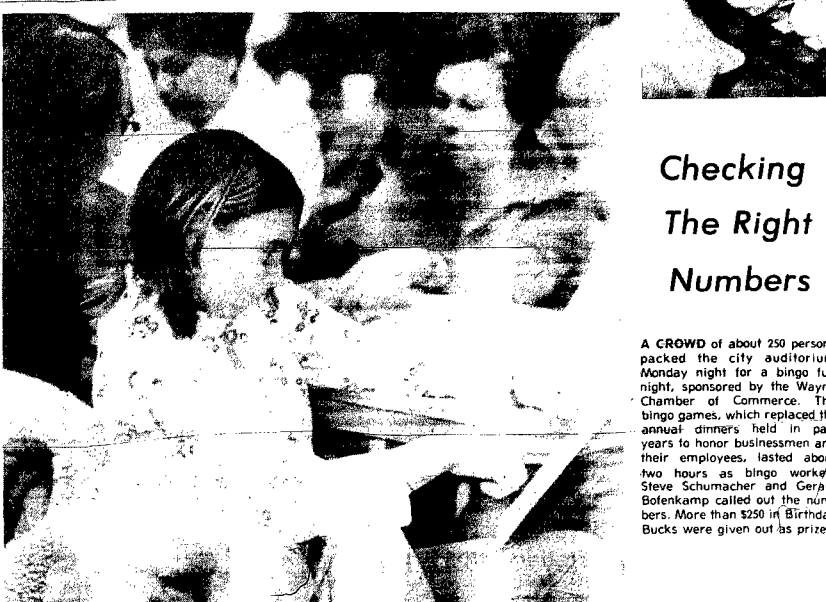 Checking
The Right
Numbers
A CROWD of about 250 person
packed the city auditoriu
Monday night for a bingo fu
night, sponsored by the Wayn
Chamber of Commerce. Th
bingo games, which replaced th
annual dinners held in pa
years to honor businessmen an
their employees, lasted abo
two hours as bingo worke
Steve Schumacher and Gera
Bofenkamp called out the num
bers. More than $250 in Birthda
Bucks were given out as prize